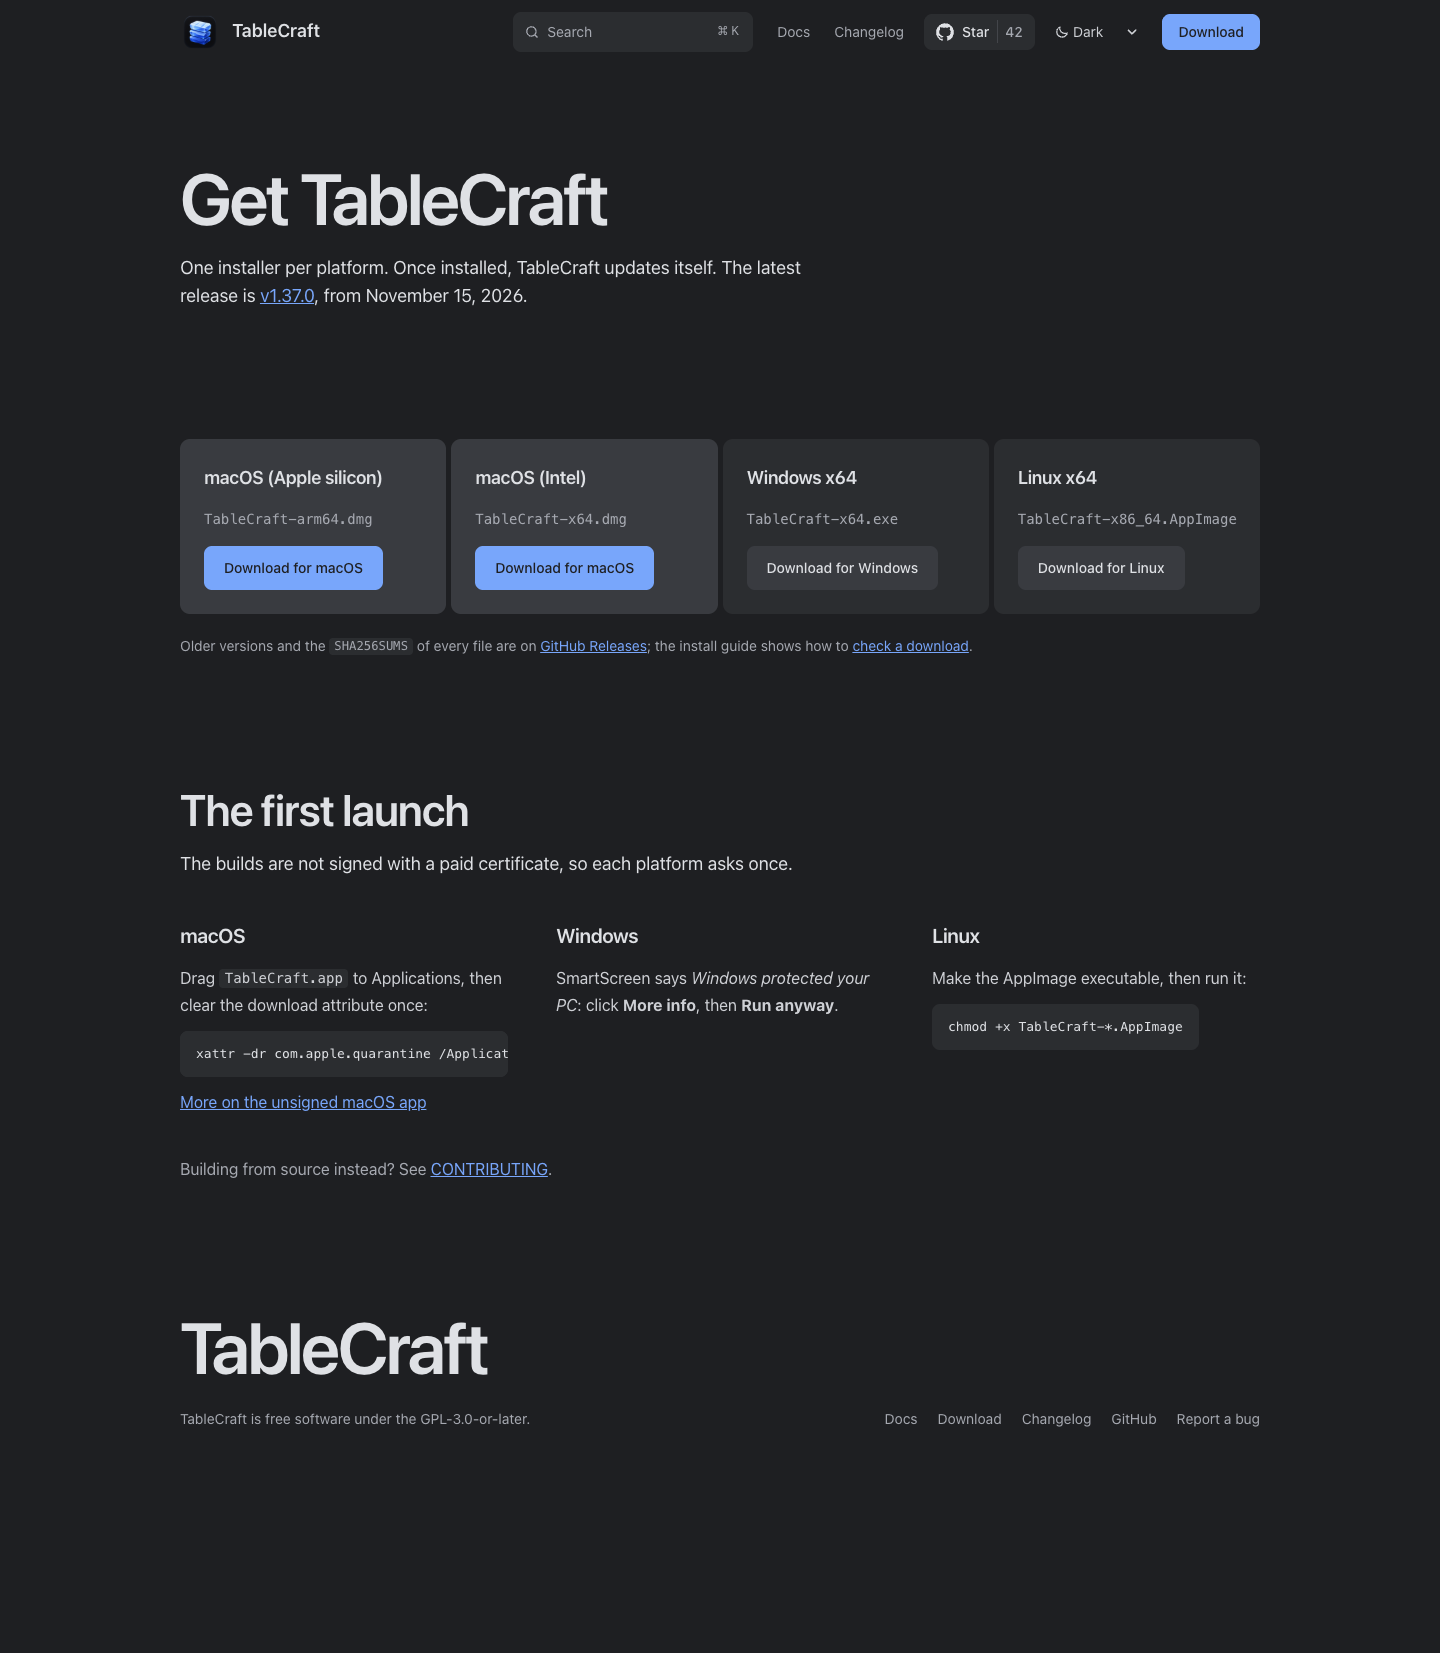 TableCraft
Search
⌘ K
Docs
Changelog
Star
42
Dark
Download
Get TableCraft
One installer per platform. Once installed, TableCraft updates itself. The latest
release is v1.37.0, from November 15, 2026.
macOS (Apple silicon)
TableCraft-arm64.dmg
Download for macOS
macOS (Intel)
TableCraft-x64.dmg
Download for macOS
Windows x64
TableCraft-x64.exe
Download for Windows
Linux x64
TableCraft-x86_64.AppImage
Download for Linux
Older versions and the SHA256SUMS of every file are on GitHub Releases; the install guide shows how to check a download.
The first launch
The builds are not signed with a paid certificate, so each platform asks once.
macOS
Drag TableCraft.app to Applications, then
clear the download attribute once:
xattr -dr com.apple.quarantine /Applicat
More on the unsigned macOS app
Windows
SmartScreen says Windows protected your
PC: click More info, then Run anyway.
Linux
Make the AppImage executable, then run it:
chmod +x TableCraft-*.AppImage
Building from source instead? See CONTRIBUTING.
TableCraft
TableCraft is free software under the GPL-3.0-or-later.
Docs
Download
Changelog
GitHub
Report a bug